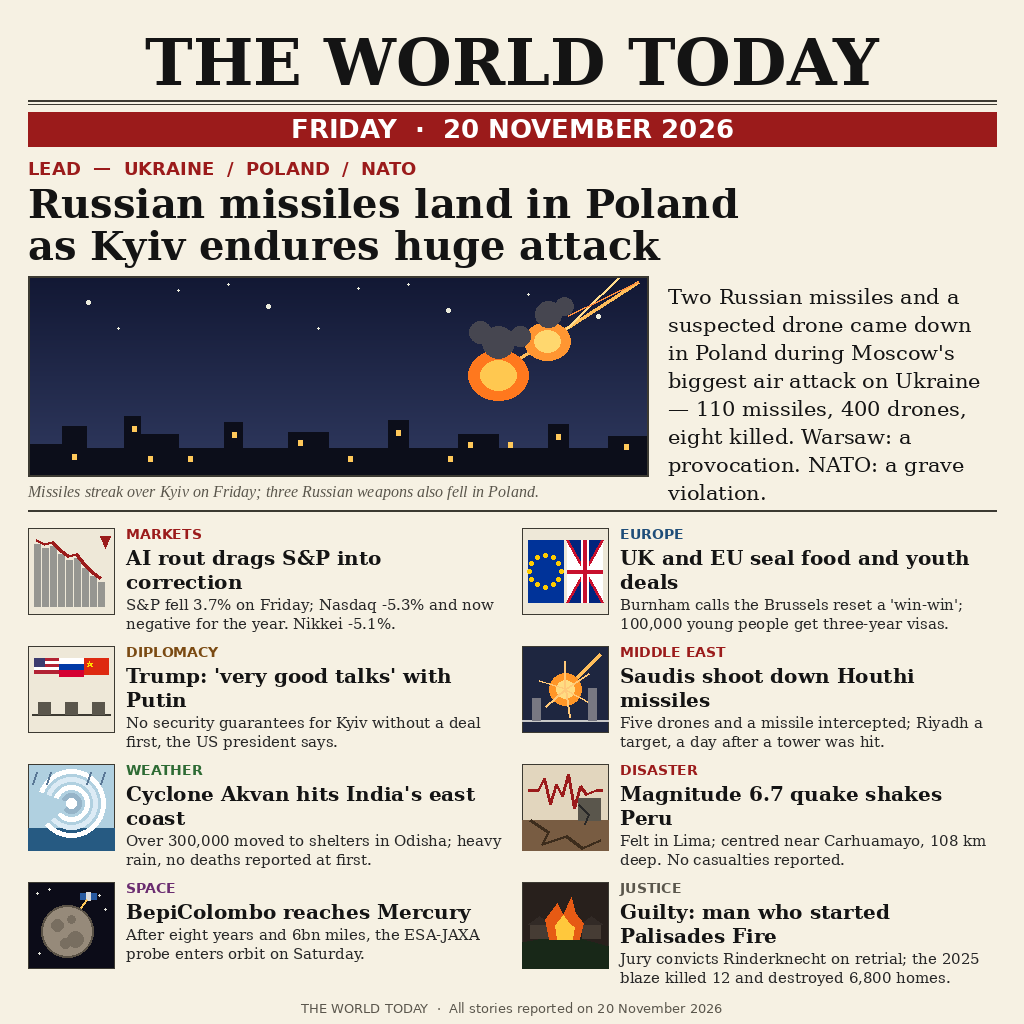 THE WORLD TODAY
FRIDAY · 20 NOVEMBER 2026
LEAD — UKRAINE / POLAND / NATO
Russian missiles land in Poland
as Kyiv endures huge attack
Two Russian missiles and a
suspected drone came down
in Poland during Moscow's
biggest air attack on Ukraine
— 110 missiles, 400 drones,
eight killed. Warsaw: a
provocation. NATO: a grave
violation.
Missiles streak over Kyiv on Friday; three Russian weapons also fell in Poland.
MARKETS
AI rout drags S&P into
correction
S&P fell 3.7% on Friday; Nasdaq -5.3% and now
negative for the year. Nikkei -5.1%.
EUROPE
UK and EU seal food and youth
deals
Burnham calls the Brussels reset a 'win-win';
100,000 young people get three-year visas.
DIPLOMACY
Trump: 'very good talks' with
Putin
No security guarantees for Kyiv without a deal
first, the US president says.
MIDDLE EAST
Saudis shoot down Houthi
missiles
Five drones and a missile intercepted; Riyadh a
target, a day after a tower was hit.
WEATHER
Cyclone Akvan hits India's east
coast
Over 300,000 moved to shelters in Odisha; heavy
rain, no deaths reported at first.
DISASTER
Magnitude 6.7 quake shakes
Peru
Felt in Lima; centred near Carhuamayo, 108 km
deep. No casualties reported.
SPACE
BepiColombo reaches Mercury
After eight years and 6bn miles, the ESA-JAXA
probe enters orbit on Saturday.
JUSTICE
Guilty: man who started
Palisades Fire
Jury convicts Rinderknecht on retrial; the 2025
blaze killed 12 and destroyed 6,800 homes.
THE WORLD TODAY · All stories reported on 20 November 2026